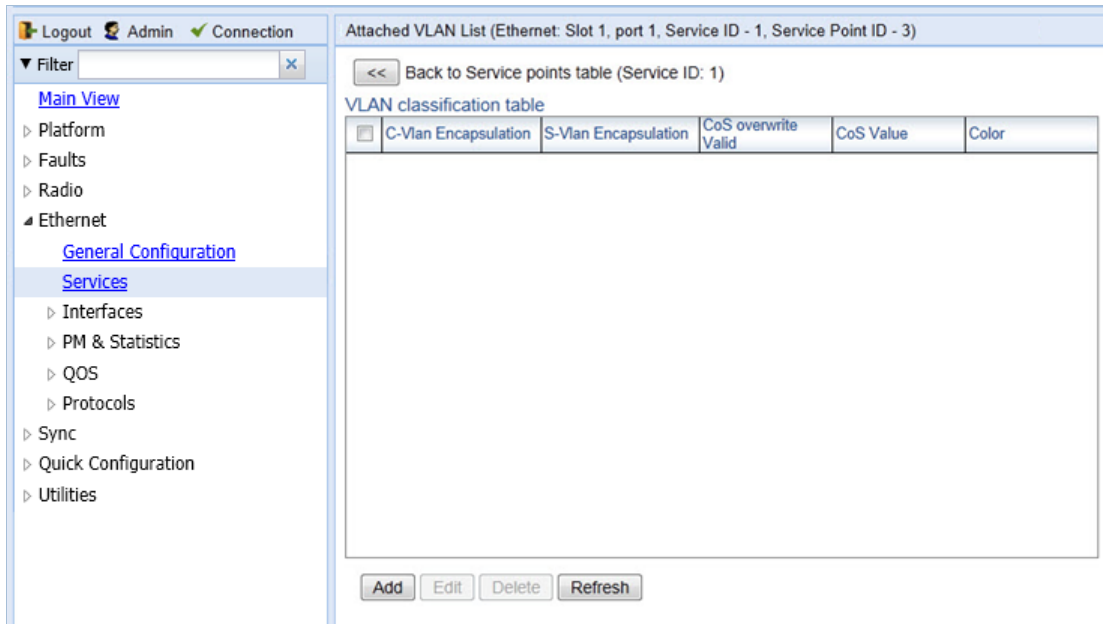 Logout Admin Connection
Filter
Main View
Platform
Faults
Radio
Ethernet
General Configuration
Services
Interfaces
PM & Statistics
QOS
Protocols
Sync
Quick Configuration
Utilities
Attached VLAN List (Ethernet: Slot 1, port 1, Service ID - 1, Service Point ID - 3)
<< Back to Service points table (Service ID: 1)
VLAN classification table
C-Vlan Encapsulation S-Vlan Encapsulation CoS overwrite Valid CoS Value Color
Add Edit Delete Refresh